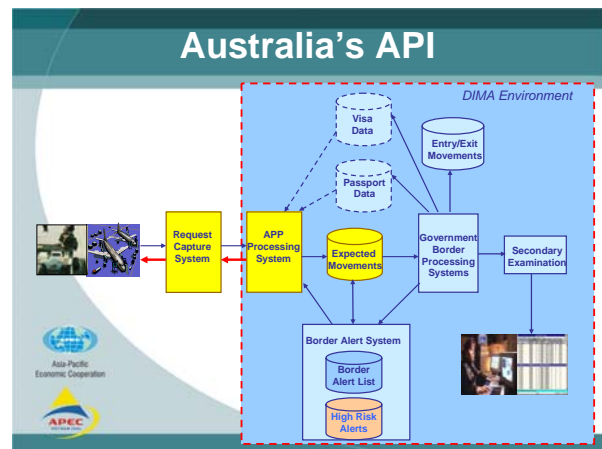 Australia's API
DIMA Environment
Visa
Data
Entry/Exit
Movements
Passport
Data
Request
Capture
System
APP
Processing
System
Expected
Movements
Government
Border
Processing
Systems
Secondary
Examination
Border Alert System
Border
Alert List
High Risk
Alerts
APEC
Asia-Pacific
Economic Cooperation
APEC